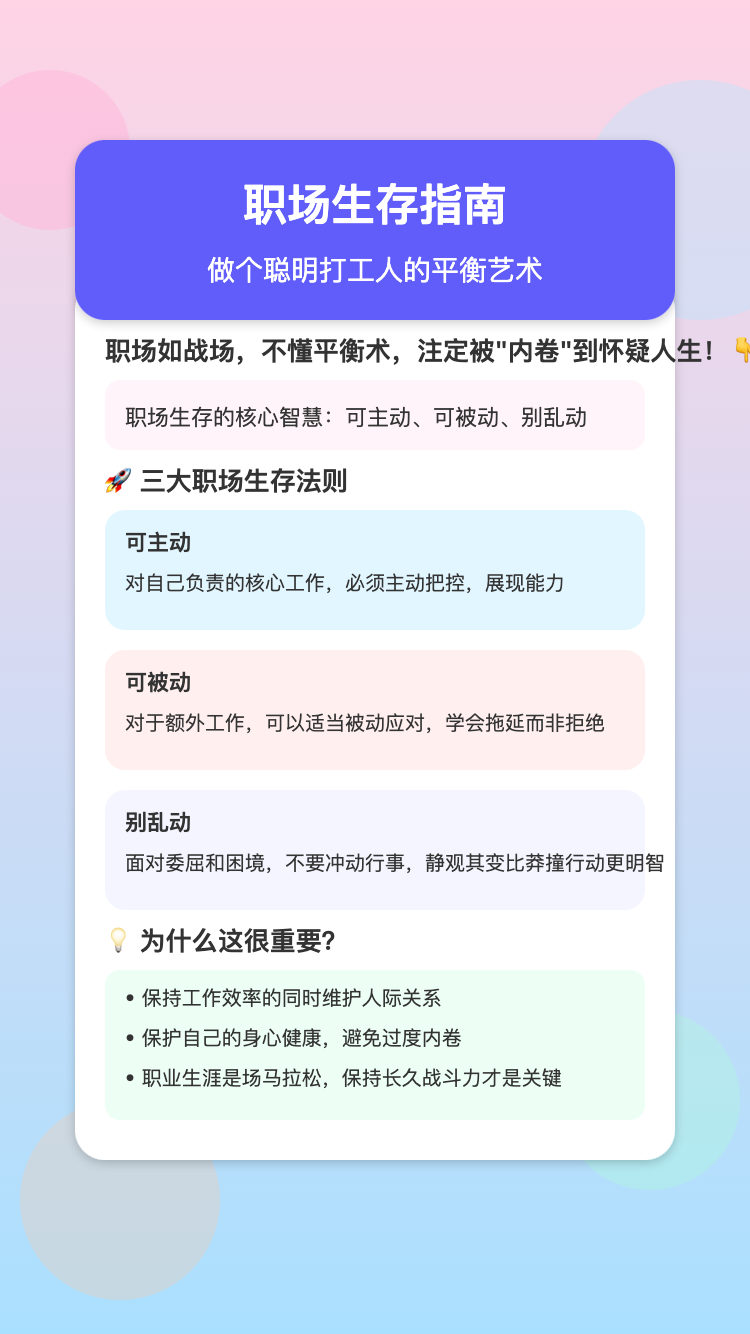 职场生存指南
做个聪明打工人的平衡艺术
职场如战场，不懂平衡术，注定被"内卷"到怀疑人生！👇
职场生存的核心智慧：可主动、可被动、别乱动
🚀 三大职场生存法则
可主动
对自己负责的核心工作，必须主动把控，展现能力
可被动
对于额外工作，可以适当被动应对，学会拖延而非拒绝
别乱动
面对委屈和困境，不要冲动行事，静观其变比莽撞行动更明智
💡 为什么这很重要?
• 保持工作效率的同时维护人际关系
• 保护自己的身心健康，避免过度内卷
• 职业生涯是场马拉松，保持长久战斗力才是关键